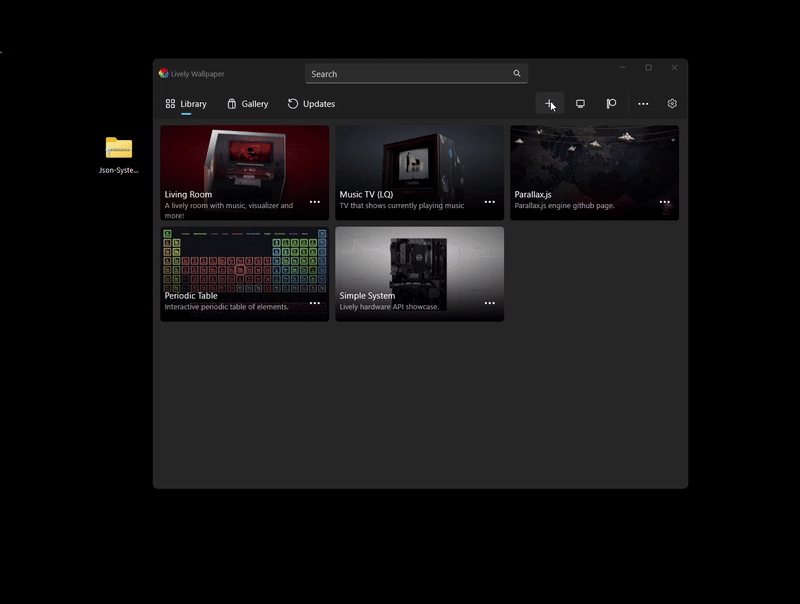 Lively Wallpaper
Search
Library
Gallery
Updates
Json-Syste...
Living Room
A lively room with music, visualizer and
more!
Music TV (LQ)
TV that shows currently playing music
Parallax.js
Parallax.js engine github page.
Periodic Table
Interactive periodic table of elements.
Simple System
Lively hardware API showcase.